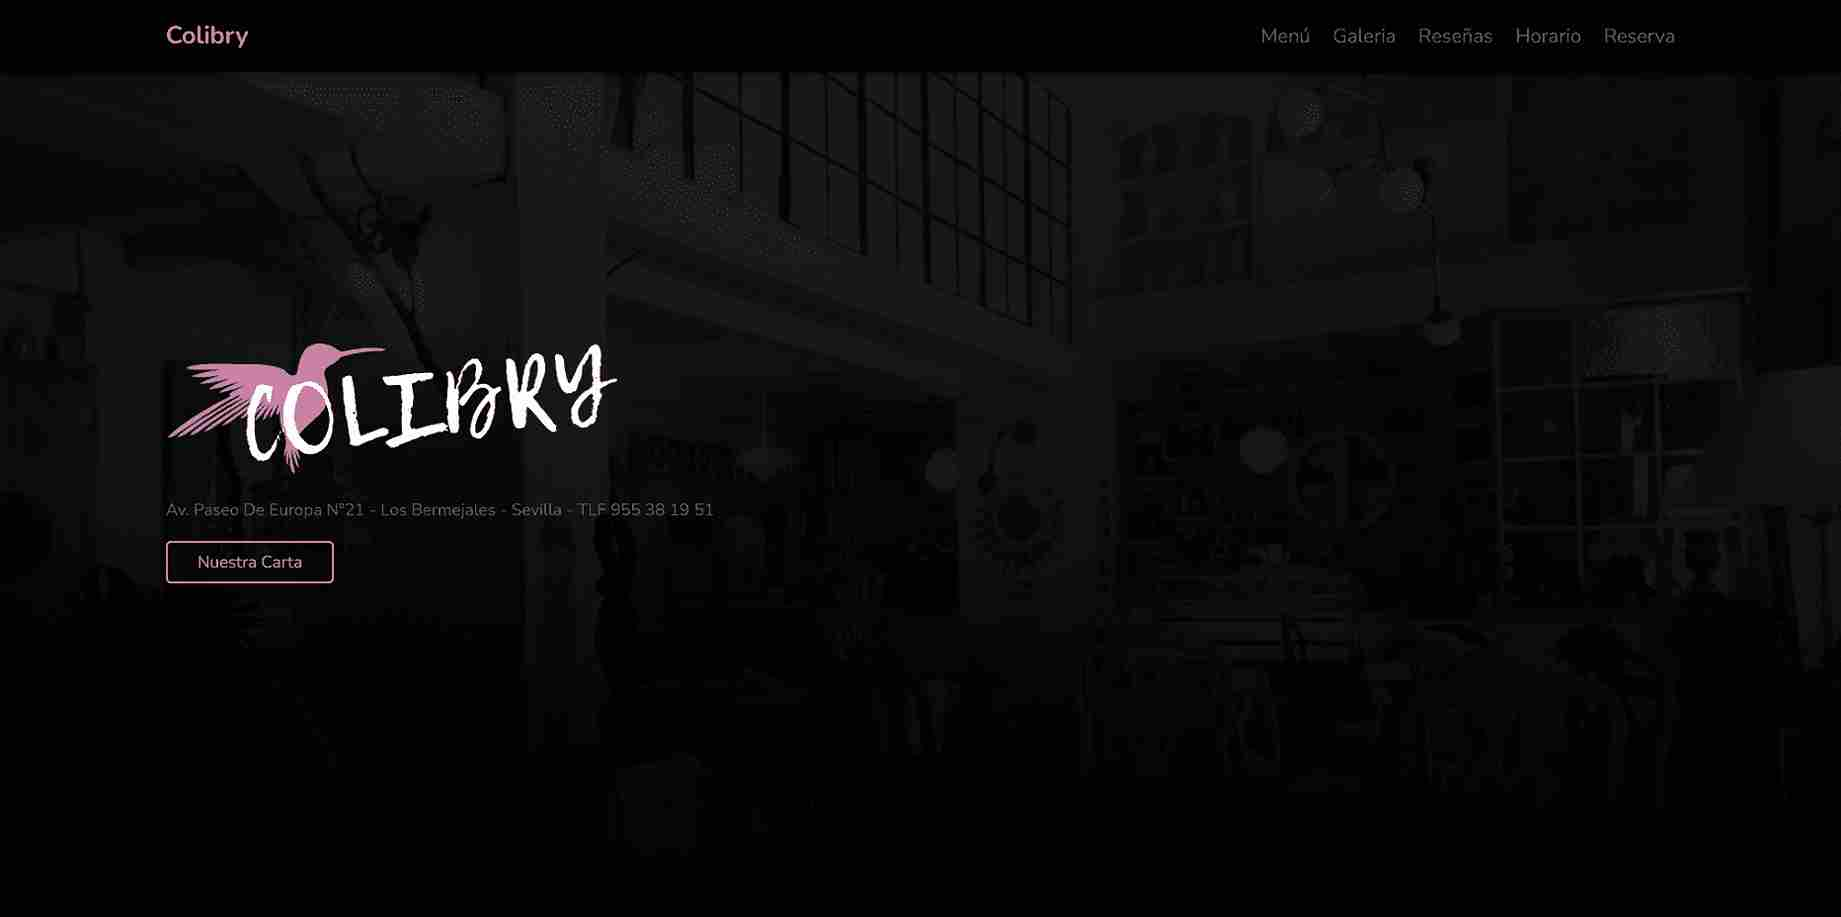 Colibry
Menú Galeria Reseñas Horario Reserva
COLIBRY
Av. Paseo De Europa Nº21 - Los Bermejales - Sevilla - TLF 955 38 19 51
Nuestra Carta